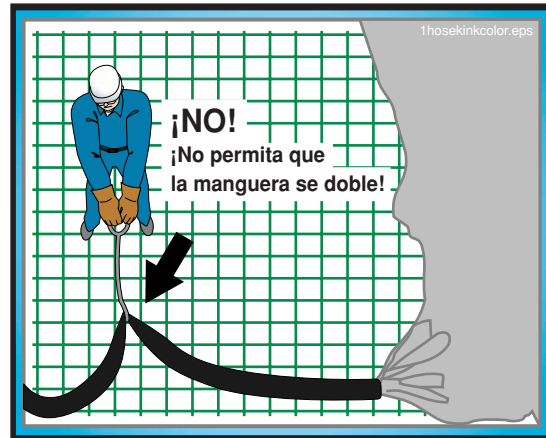 1hosekinkcolor.eps
¡NO!
¡No permita que
la manguera se doble!